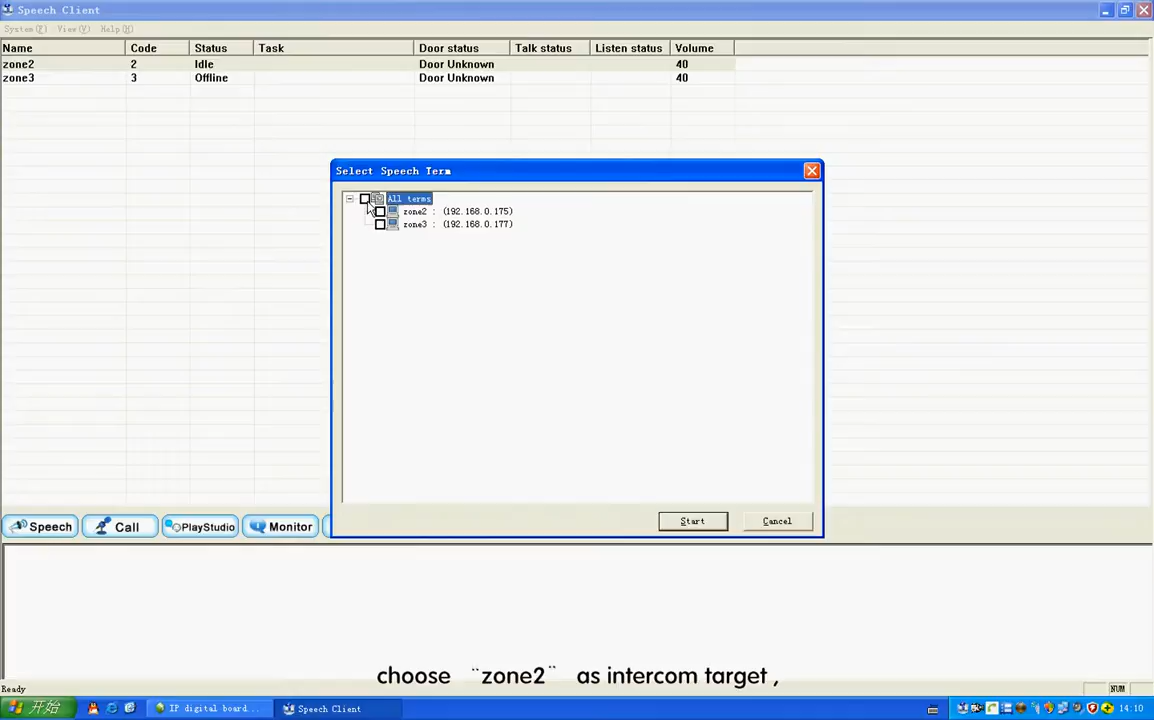 Speech Client
System(F) View(V) Help(H)
Name Code Status Task Door status Talk status Listen status Volume
zone2 2 Idle Door Unknown 40
zone3 3 Offline Door Unknown 40
Select Speech Term
All terms
zone2 : (192.168.0.175)
zone3 : (192.168.0.177)
Start Cancel
Speech Call PlayStudio Monitor
choose "zone2" as intercom target ,
Ready NUM
开始 IP digital board... Speech Client 14:10